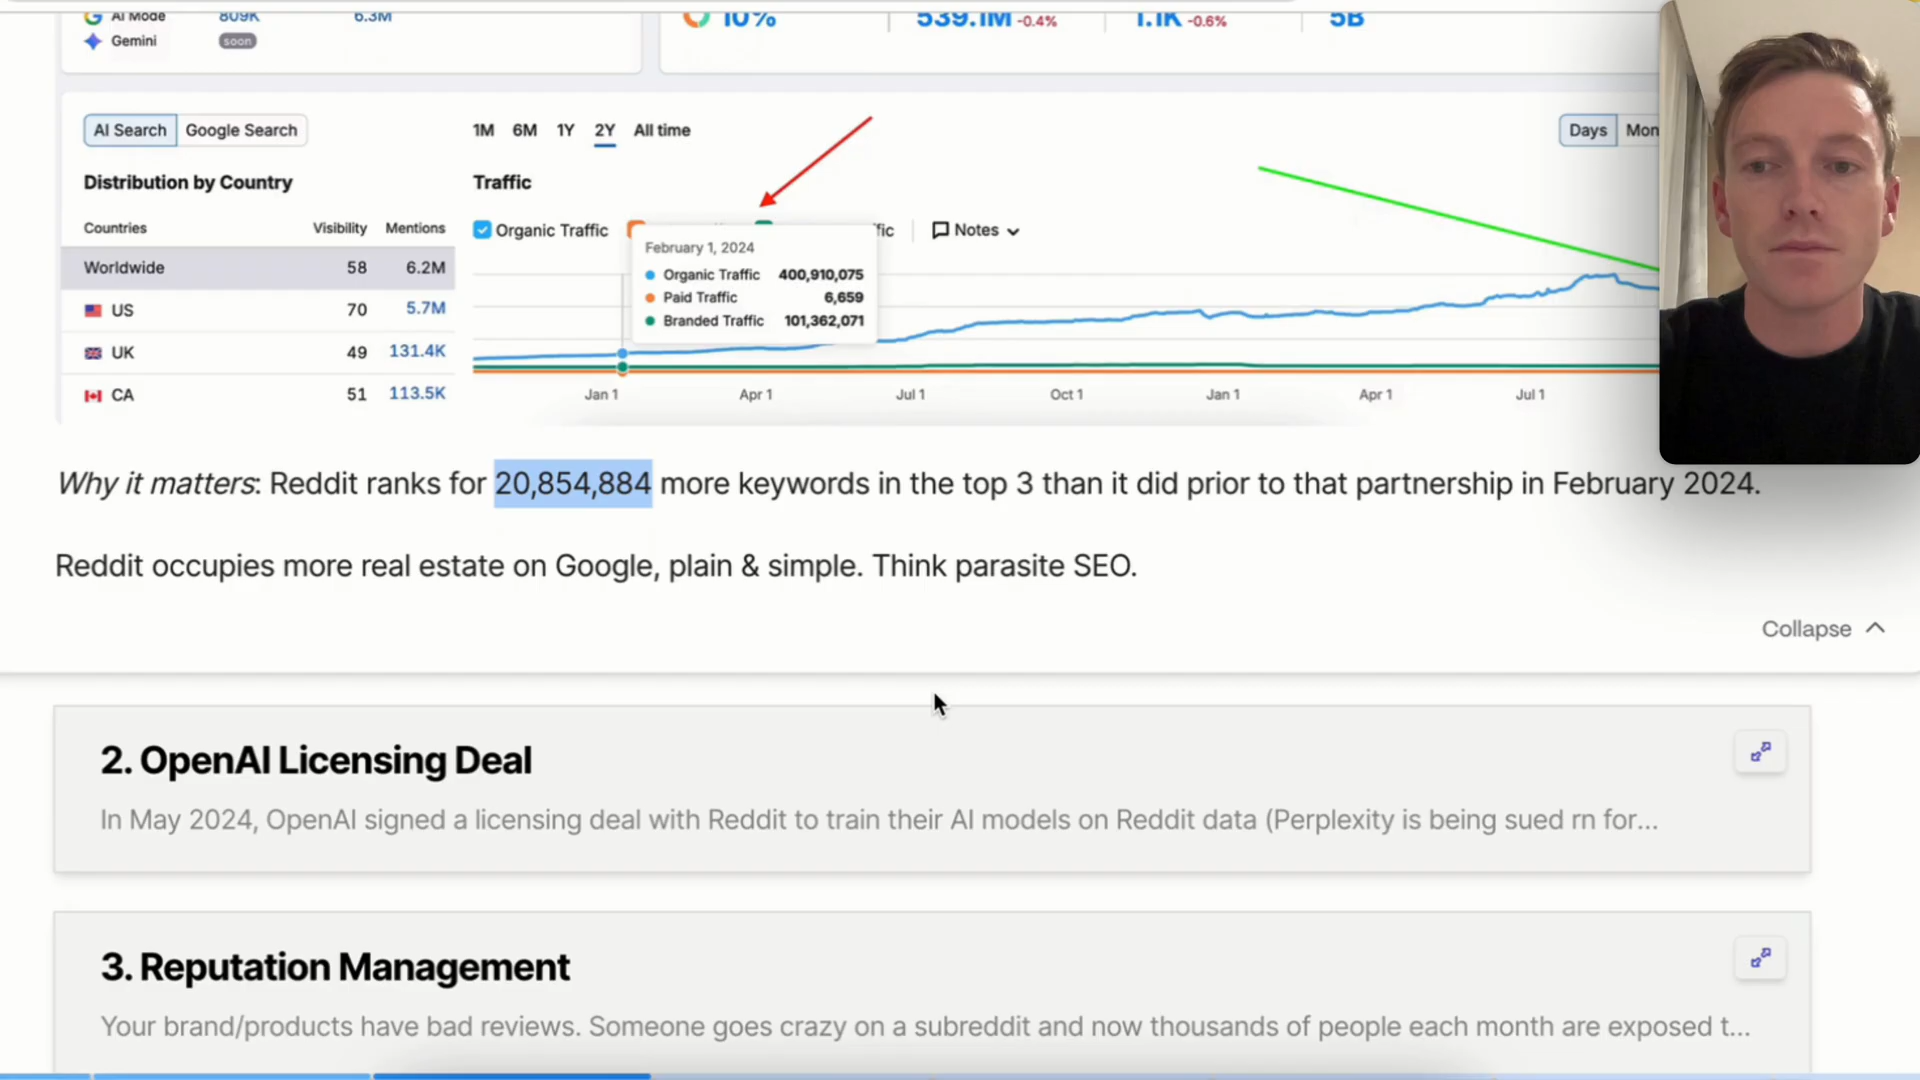 AI Mode 809K 6.3M
Gemini soon
10% 539.1M -0.4% 1.1K -0.6% 5B
AI Search Google Search
1M 6M 1Y 2Y All time
Days Mon
Distribution by Country
Traffic
Countries Visibility Mentions
Organic Traffic
Notes
Worldwide 58 6.2M
US 70 5.7M
UK 49 131.4K
CA 51 113.5K
February 1, 2024
Organic Traffic 400,910,075
Paid Traffic 6,659
Branded Traffic 101,362,071
Jan 1 Apr 1 Jul 1 Oct 1 Jan 1 Apr 1 Jul 1
Why it matters: Reddit ranks for 20,854,884 more keywords in the top 3 than it did prior to that partnership in February 2024.
Reddit occupies more real estate on Google, plain & simple. Think parasite SEO.
Collapse
2. OpenAI Licensing Deal
In May 2024, OpenAI signed a licensing deal with Reddit to train their AI models on Reddit data (Perplexity is being sued rn for...
3. Reputation Management
Your brand/products have bad reviews. Someone goes crazy on a subreddit and now thousands of people each month are exposed t...